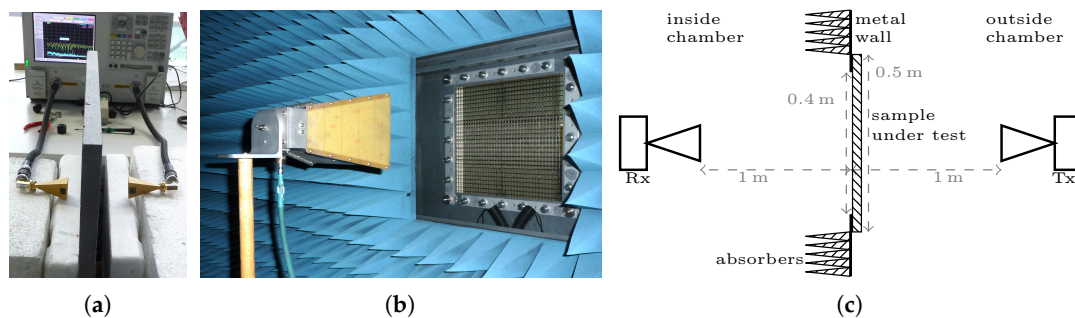 inside
chamber
metal
wall
outside
chamber
0.5 m
0.4 m
sample
under test
Rx
1 m
1 m
Tx
absorbers
(a)
(b)
(c)